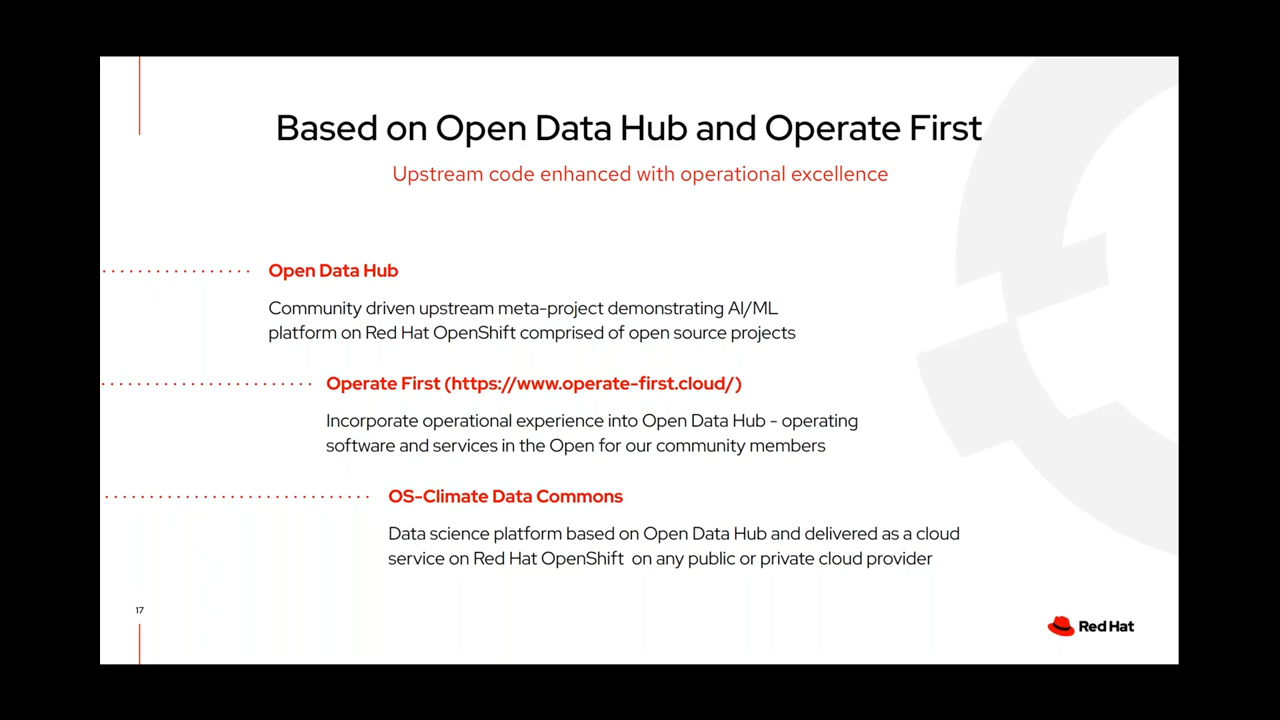 Based on Open Data Hub and Operate First
Upstream code enhanced with operational excellence
Open Data Hub
Community driven upstream meta-project demonstrating AI/ML
platform on Red Hat OpenShift comprised of open source projects
Operate First (https://www.operate-first.cloud/)
Incorporate operational experience into Open Data Hub - operating
software and services in the Open for our community members
OS-Climate Data Commons
Data science platform based on Open Data Hub and delivered as a cloud
service on Red Hat OpenShift on any public or private cloud provider
17
Red Hat